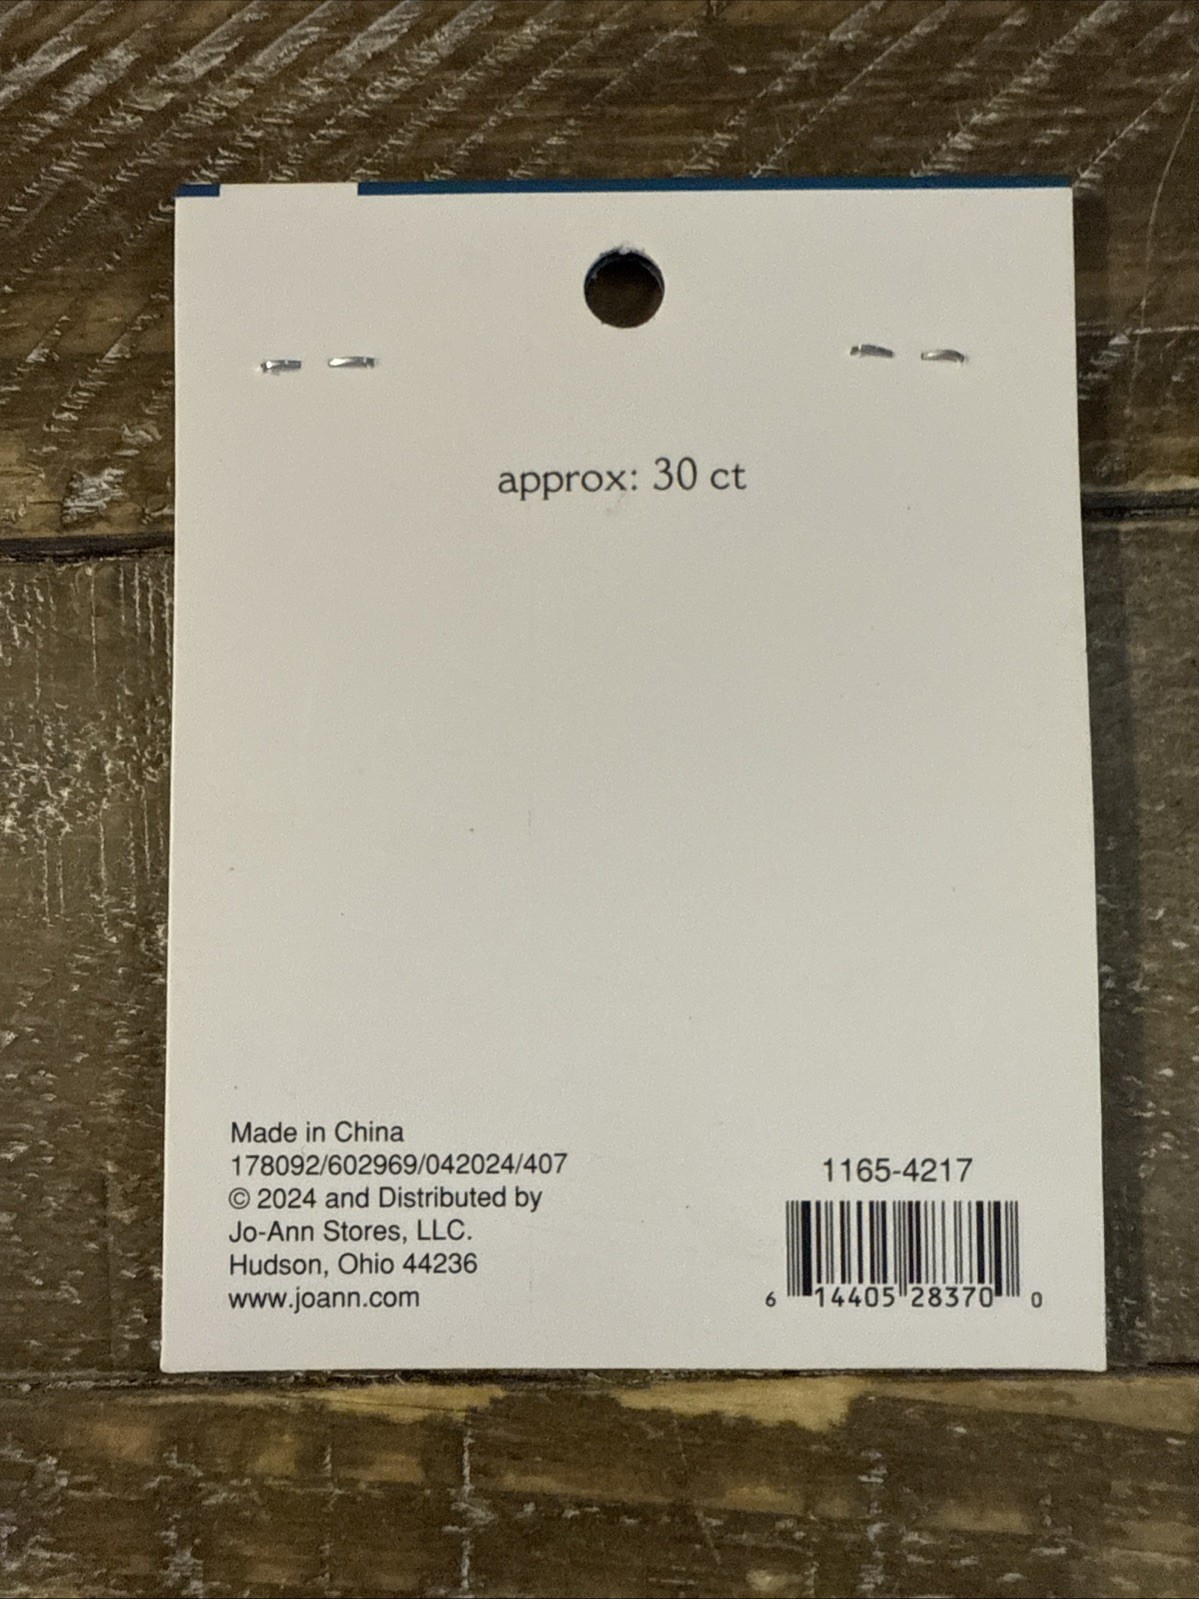 approx: 30 ct
Made in China
178092/602969/042024/407
© 2024 and Distributed by
Jo-Ann Stores, LLC.
Hudson, Ohio 44236
www.joann.com
1165-4217
6 14405 28370 0